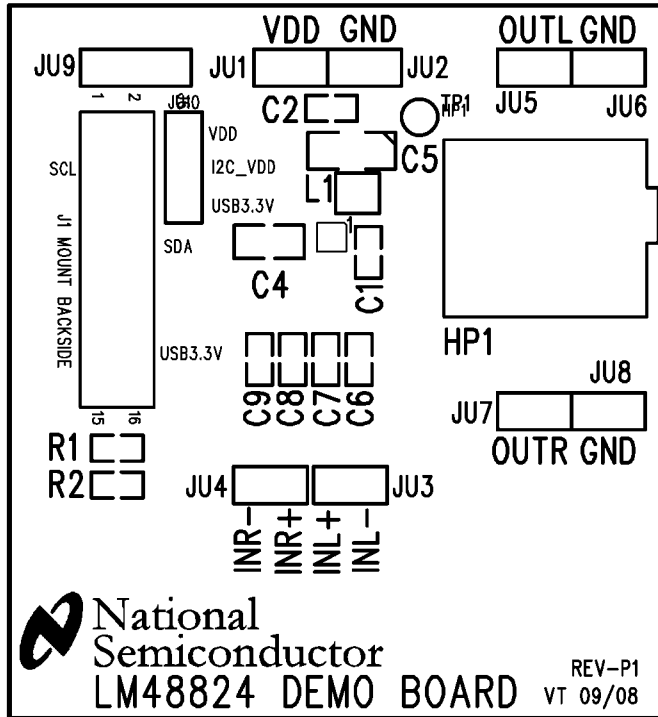 VDD GND
OUTL GND
JU9
JU1
JU2
JU5
JU6
1
2
C2
TP1
HP1
VDD
I2C_VDD
USB3.3V
SCL
SDA
J1 MOUNT BACKSIDE
USB3.3V
C5
L1
1
C4
C1
HP1
C9
C8
C7
C6
JU8
JU7
OUTR GND
15
16
R1
R2
JU4
JU3
INR-
INR+
INL+
INL-
National
Semiconductor
LM48824 DEMO BOARD
REV-P1
VT 09/08